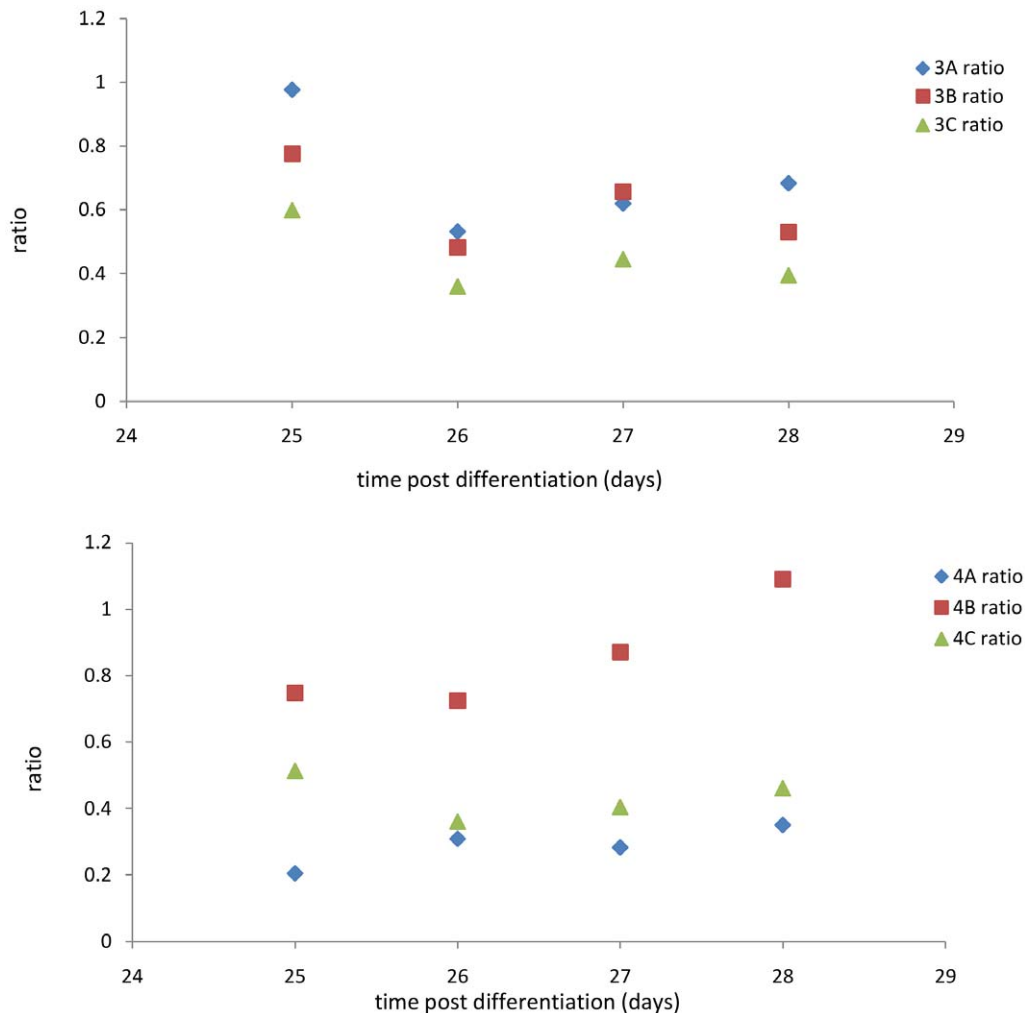 1.2
1
0.8
0.6
0.4
0.2
0
ratio
24 25 26 27 28 29
time post differentiation (days)
3A ratio
3B ratio
3C ratio
1.2
1
0.8
0.6
0.4
0.2
0
ratio
24 25 26 27 28 29
time post differentiation (days)
4A ratio
4B ratio
4C ratio